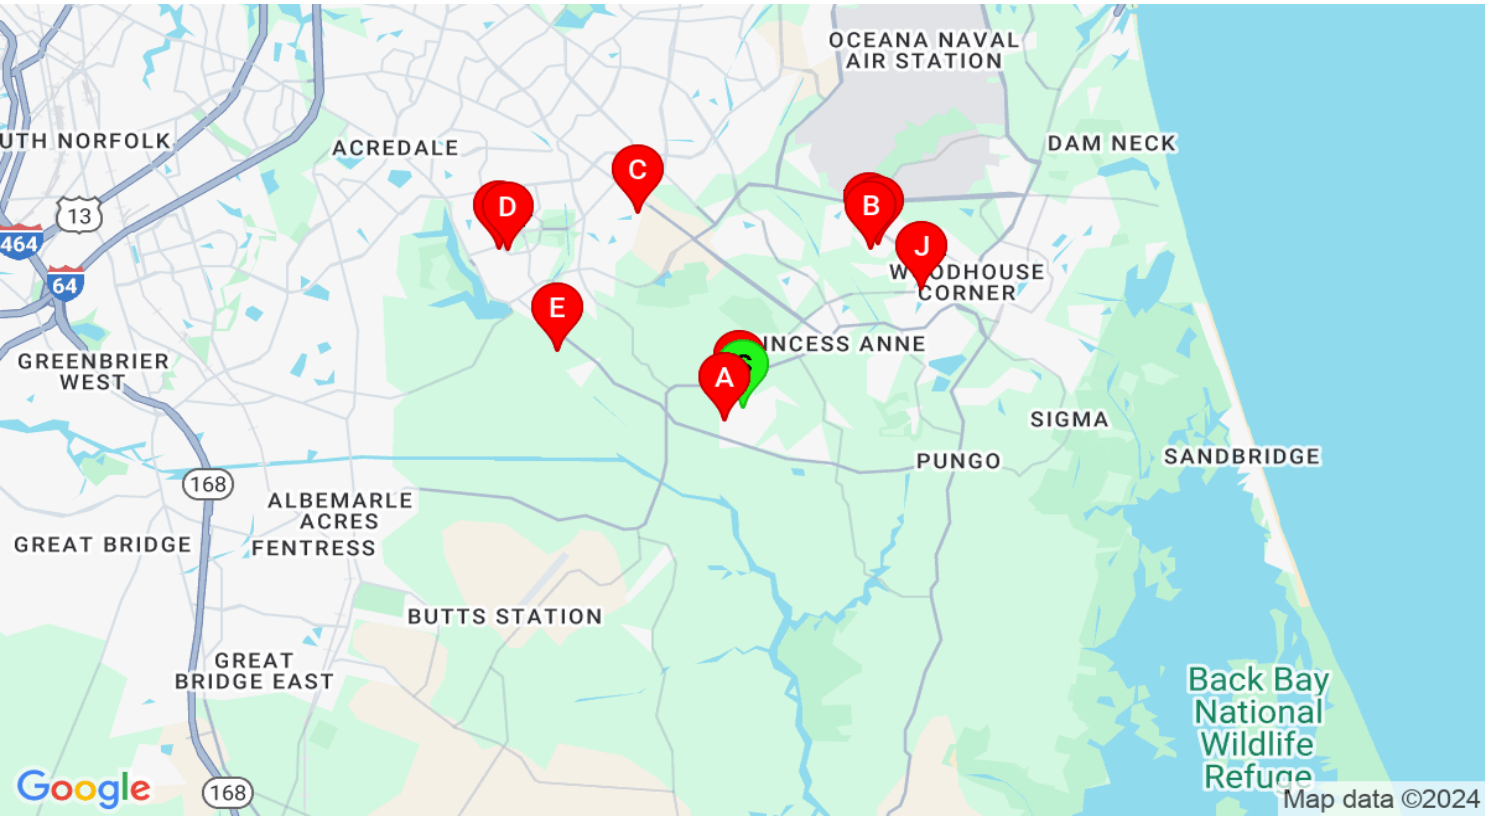 OCEANA NAVAL
AIR STATION
UTH NORFOLK
ACREDALE
DAM NECK
C
13
D
B
464
J
64
WOODHOUSE
CORNER
E
INCESS ANNE
GREENBRIER
WEST
A
SIGMA
PUNGO
SANDBRIDGE
168
ALBEMARLE
ACRES
GREAT BRIDGE
FENTRESS
BUTTS STATION
GREAT
BRIDGE EAST
Back Bay
National
Wildlife
Refuge
Google
168
Map data ©2024